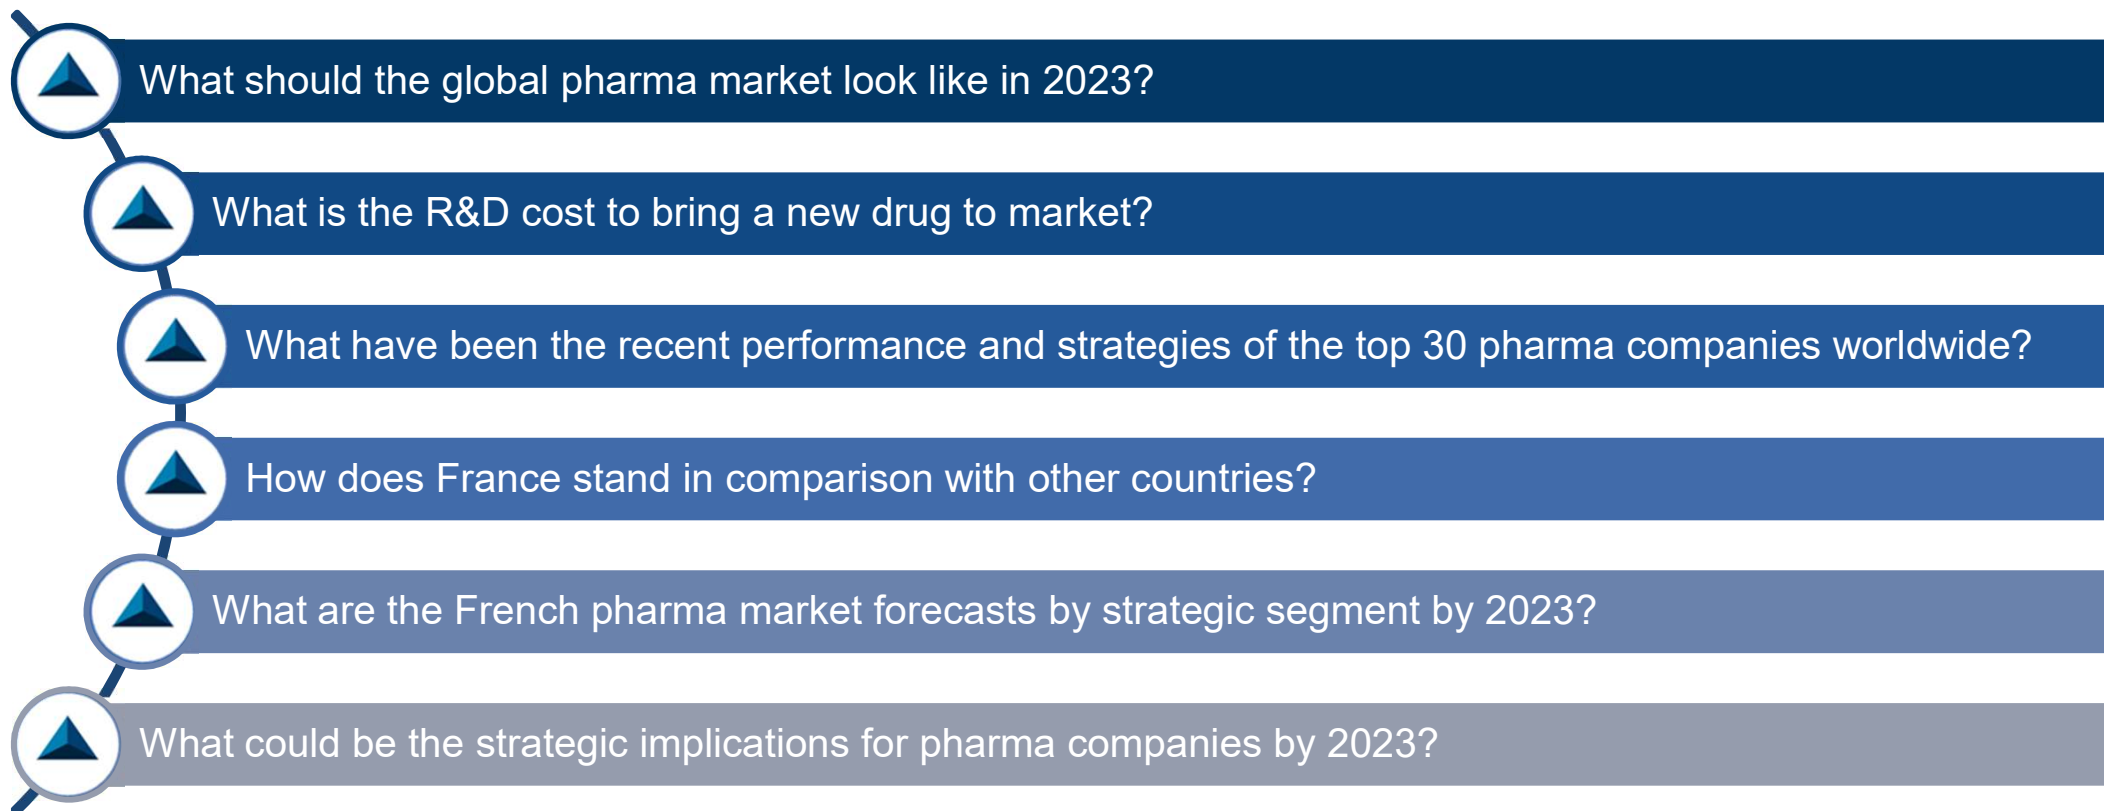 What should the global pharma market look like in 2023?
What is the R&D cost to bring a new drug to market?
What have been the recent performance and strategies of the top 30 pharma companies worldwide?
How does France stand in comparison with other countries?
What are the French pharma market forecasts by strategic segment by 2023?
What could be the strategic implications for pharma companies by 2023?